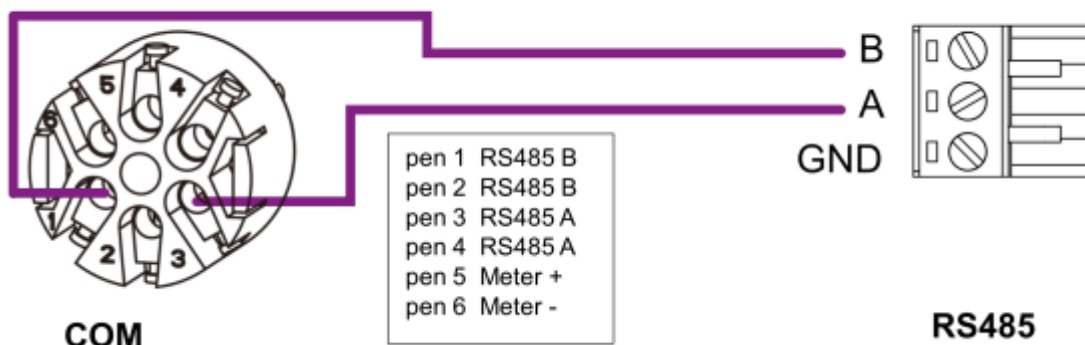 B
A
GND
5
4
6
1
2
3
pen 1 RS485 B
pen 2 RS485 B
pen 3 RS485 A
pen 4 RS485 A
pen 5 Meter +
pen 6 Meter -
COM
RS485